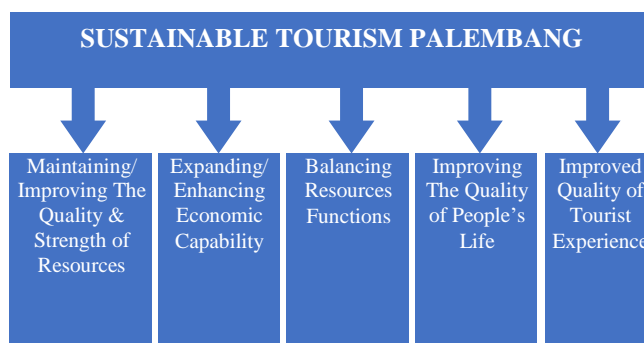 SUSTAINABLE TOURISM PALEMBANG
Maintaining/
Improving The
Quality &
Strength of
Resources
Expanding/
Enhancing
Economic
Capability
Balancing
Resources
Functions
Improving
The Quality
of People's
Life
Improved
Quality of
Tourist
Experience